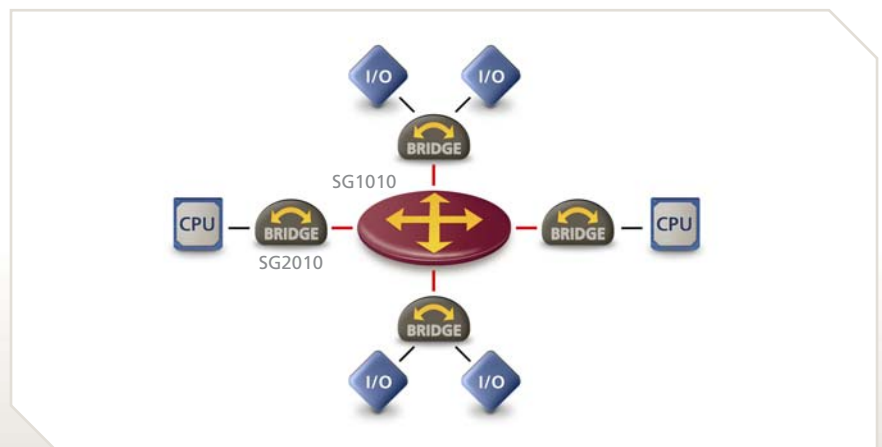 I/O I/O
BRIDGE
SG1010
CPU BRIDGE BRIDGE CPU
SG2010
BRIDGE
I/O I/O